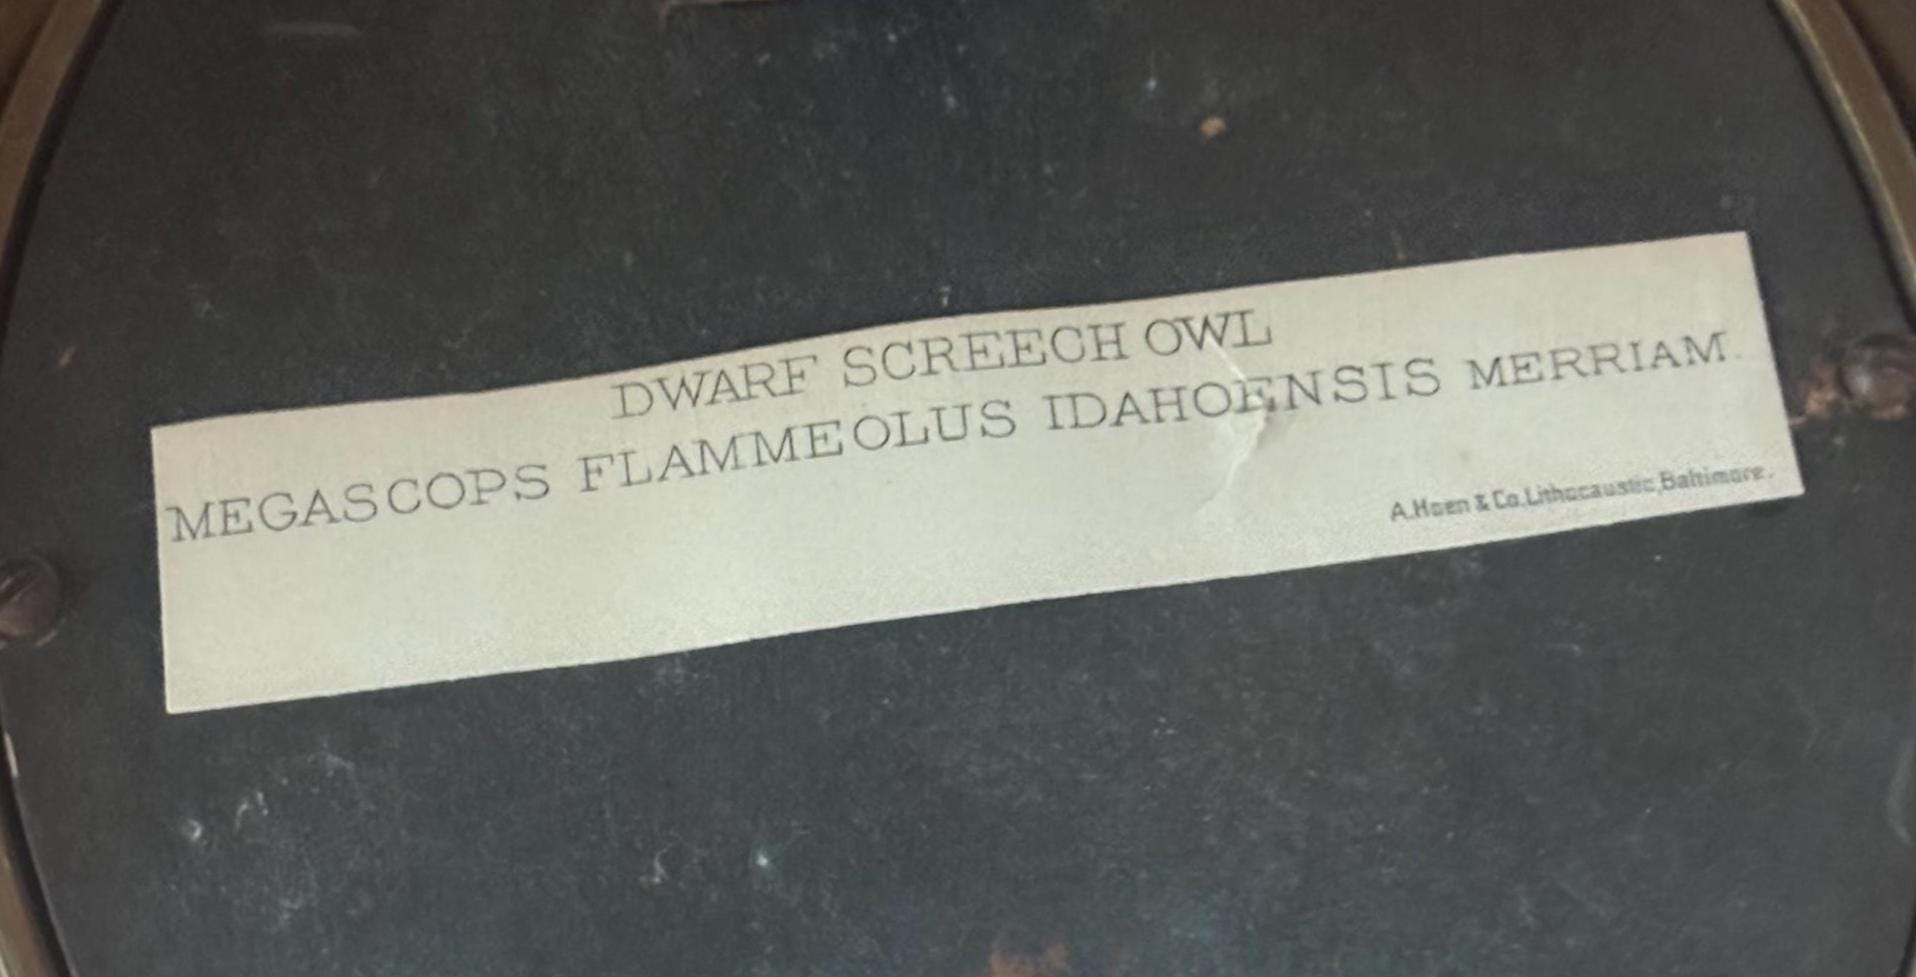 DWARF SCREECH OWL
MEGASCOPS FLAMMEOLUS IDAHOENSIS MERRIAM.
A.Hoen & Co.Lithocaustic,Baltimore.